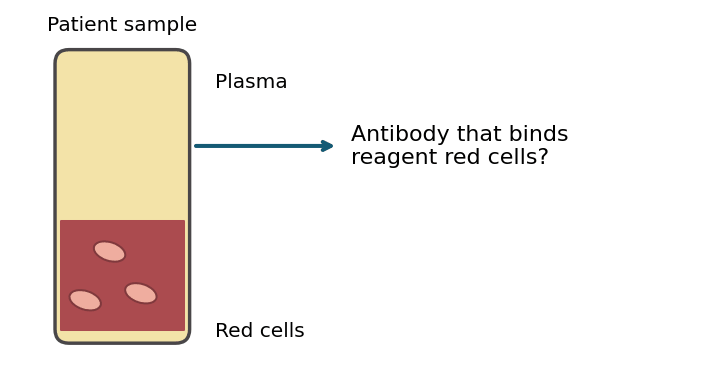 Patient sample
Plasma
Antibody that binds
reagent red cells?
Red cells